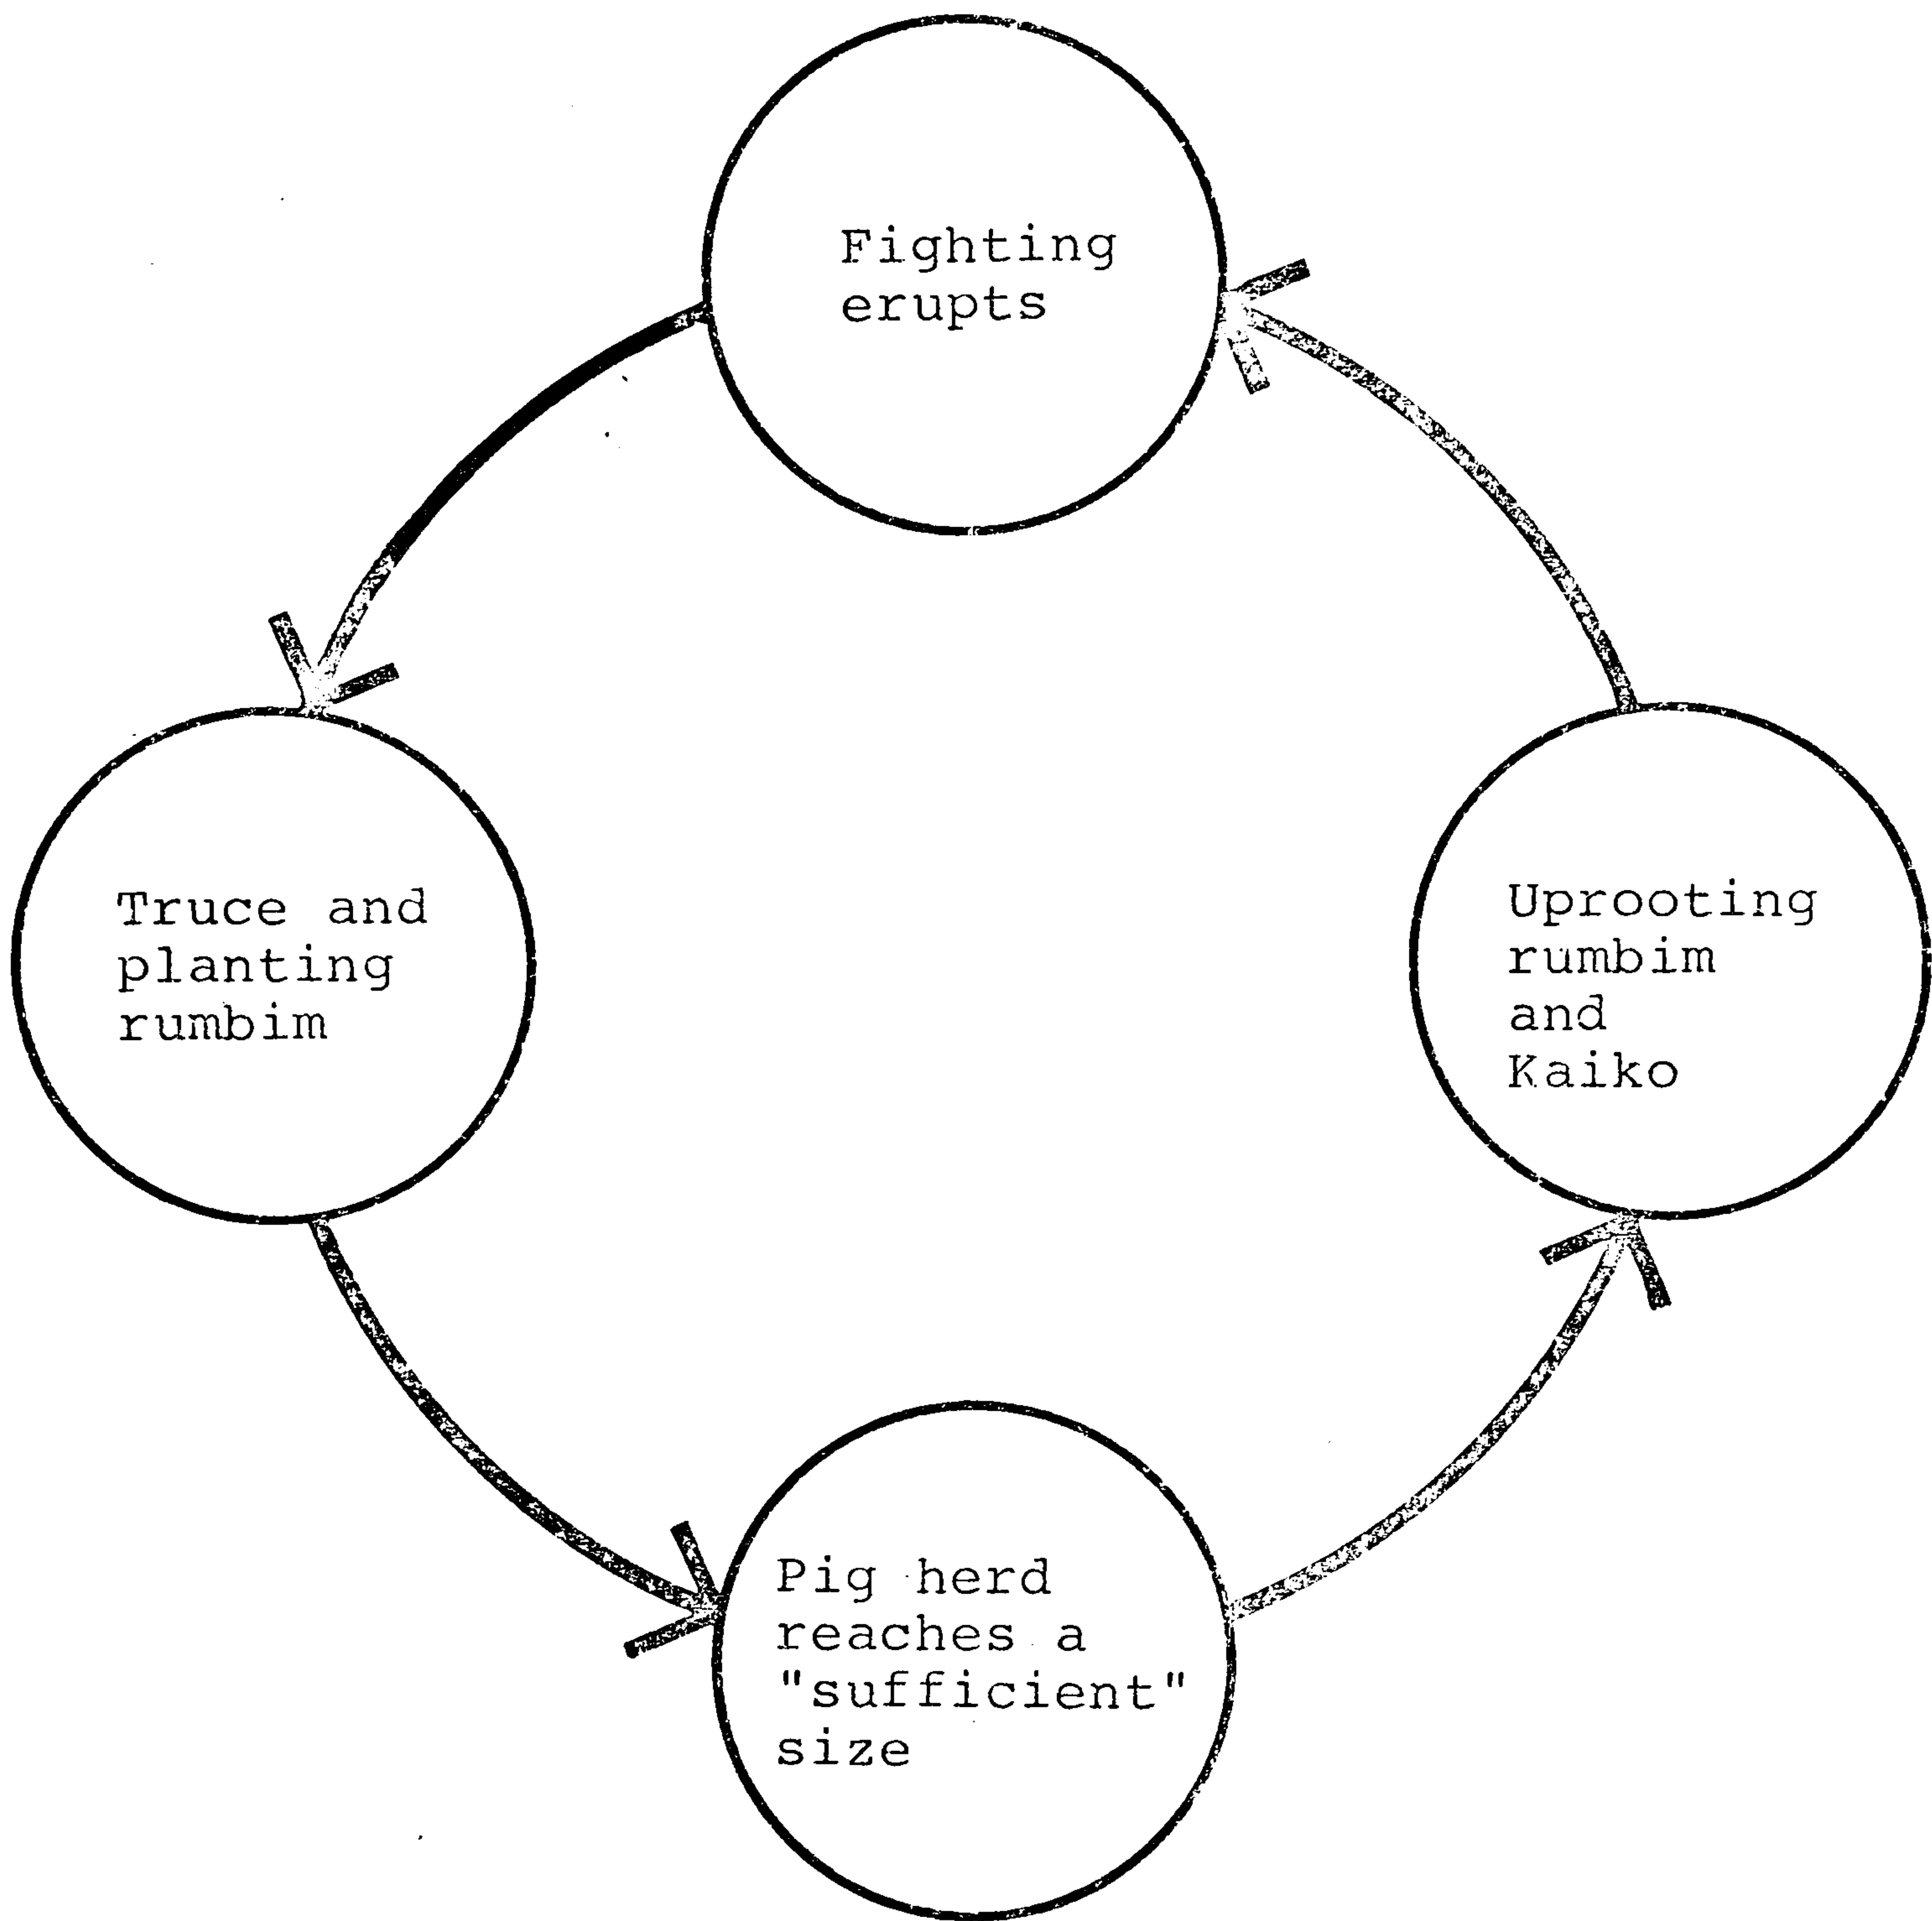 Fighting
erupts
Truce and
planting
rumbim
Uprooting
rumbim
and
Kaiko
Pig herd
reaches a
"sufficient"
size